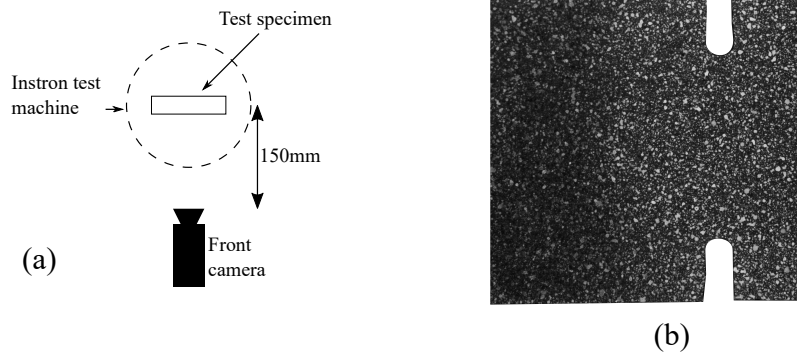 Test specimen
Instron test
machine
150mm
Front
camera
(a)
(b)